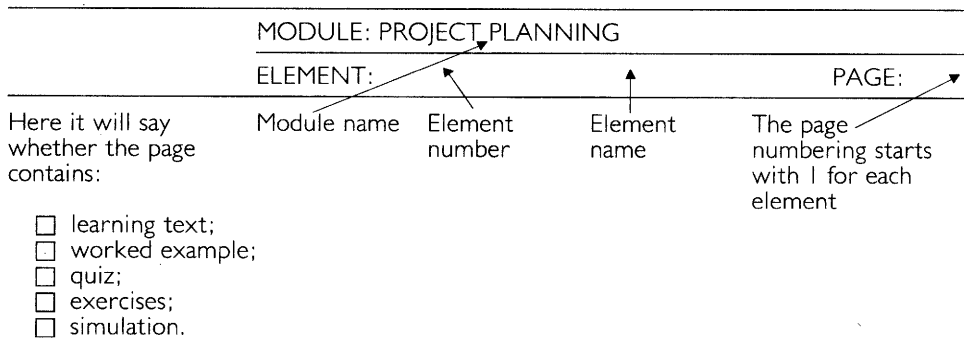 MODULE: PROJECT PLANNING
ELEMENT: PAGE:
Here it will say
whether the page
contains:
Module name
Element
number
Element
name
The page
numbering starts
with 1 for each
element
☐ learning text;
☐ worked example;
☐ quiz;
☐ exercises;
☐ simulation.